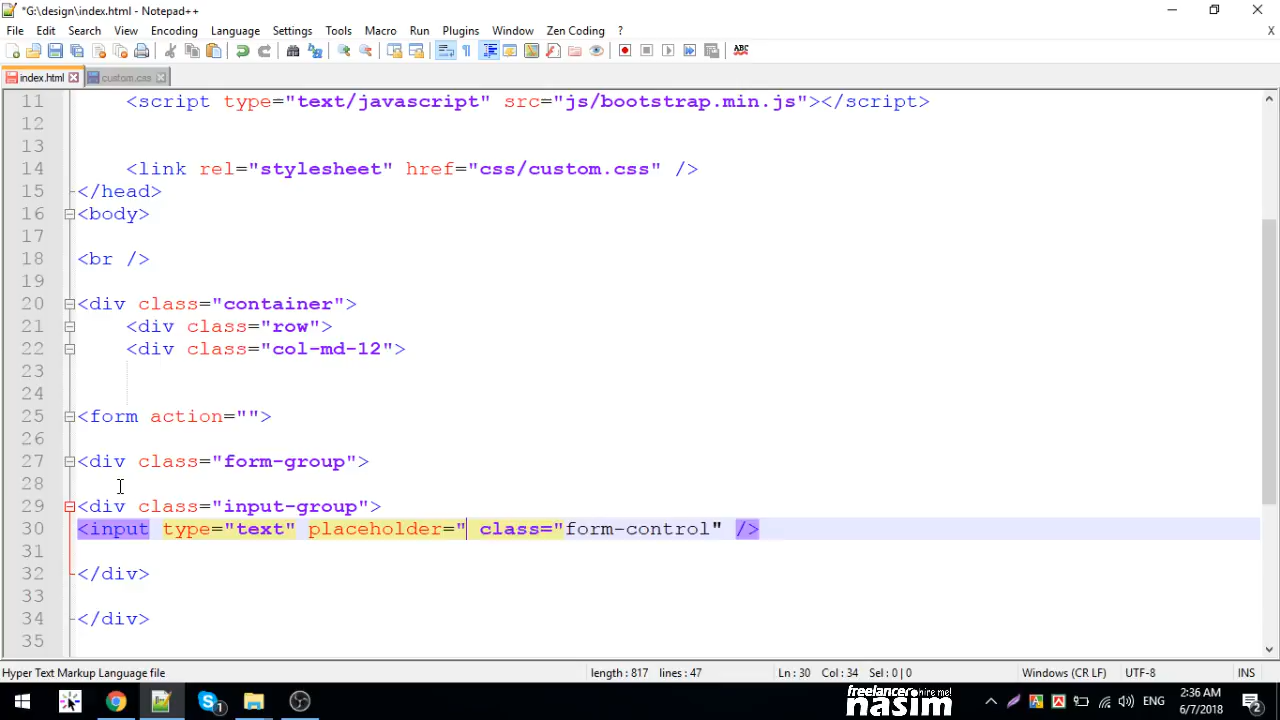 *G:\design\index.html - Notepad++
File Edit Search View Encoding Language Settings Tools Macro Run Plugins Window Zen Coding ? X
ABC
index.html custom.css
11 <script type="text/javascript" src="js/bootstrap.min.js"></script>
12
13
14 <link rel="stylesheet" href="css/custom.css" />
15 </head>
16 <body>
17
18 <br />
19
20 <div class="container">
21 <div class="row">
22 <div class="col-md-12">
23
24
25 <form action="">
26
27 <div class="form-group">
28
29 <div class="input-group">
30 <input type="text" placeholder=" class="form-control" />
31
32 </div>
33
34 </div>
35
Hyper Text Markup Language file length : 817 lines : 47 Ln : 30 Col : 34 Sel : 0 | 0 Windows (CR LF) UTF-8 INS
freelancer hire me!
nasim
1
ENG
2:36 AM
6/7/2018
2